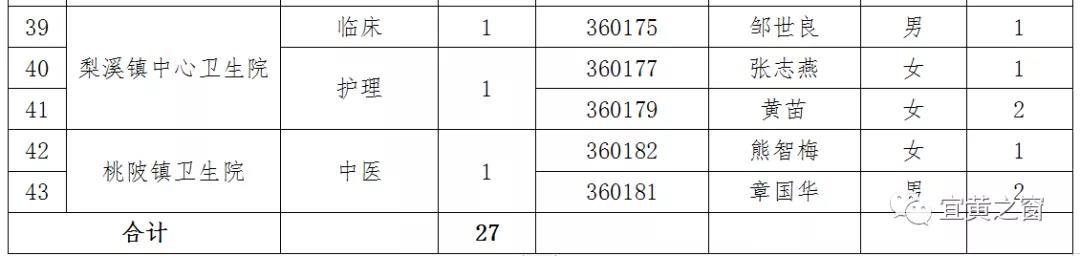 39 梨溪镇中心卫生院 临床 1 360175 邹世良 男 1
40 护理 1 360177 张志燕 女 1
41 360179 黄苗 女 2
42 桃陂镇卫生院 中医 1 360182 熊智梅 女 1
43 360181 章国华 男 2
合计 27
宜黄之窗